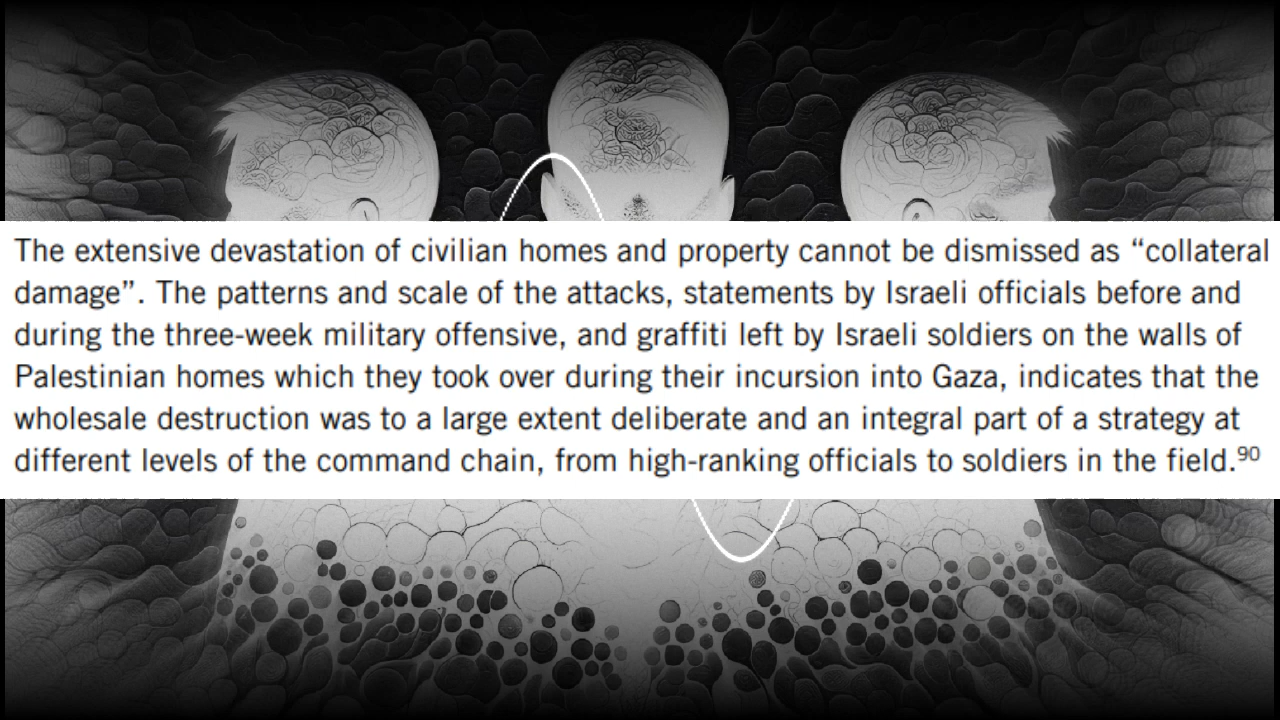 The extensive devastation of civilian homes and property cannot be dismissed as “collateral
damage”. The patterns and scale of the attacks, statements by Israeli officials before and
during the three-week military offensive, and graffiti left by Israeli soldiers on the walls of
Palestinian homes which they took over during their incursion into Gaza, indicates that the
wholesale destruction was to a large extent deliberate and an integral part of a strategy at
different levels of the command chain, from high-ranking officials to soldiers in the field.⁹⁰